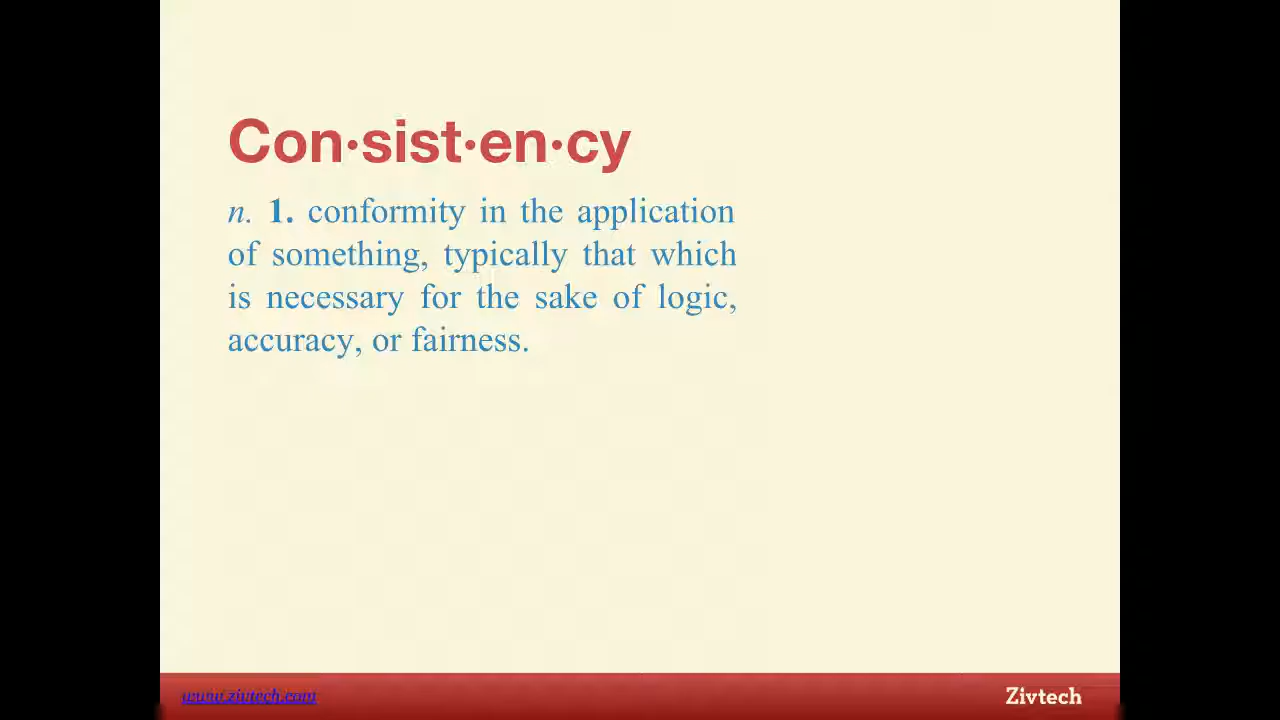 Con·sist·en·cy
n. 1. conformity in the application
of something, typically that which
is necessary for the sake of logic,
accuracy, or fairness.
www.zivtech.com
Zivtech